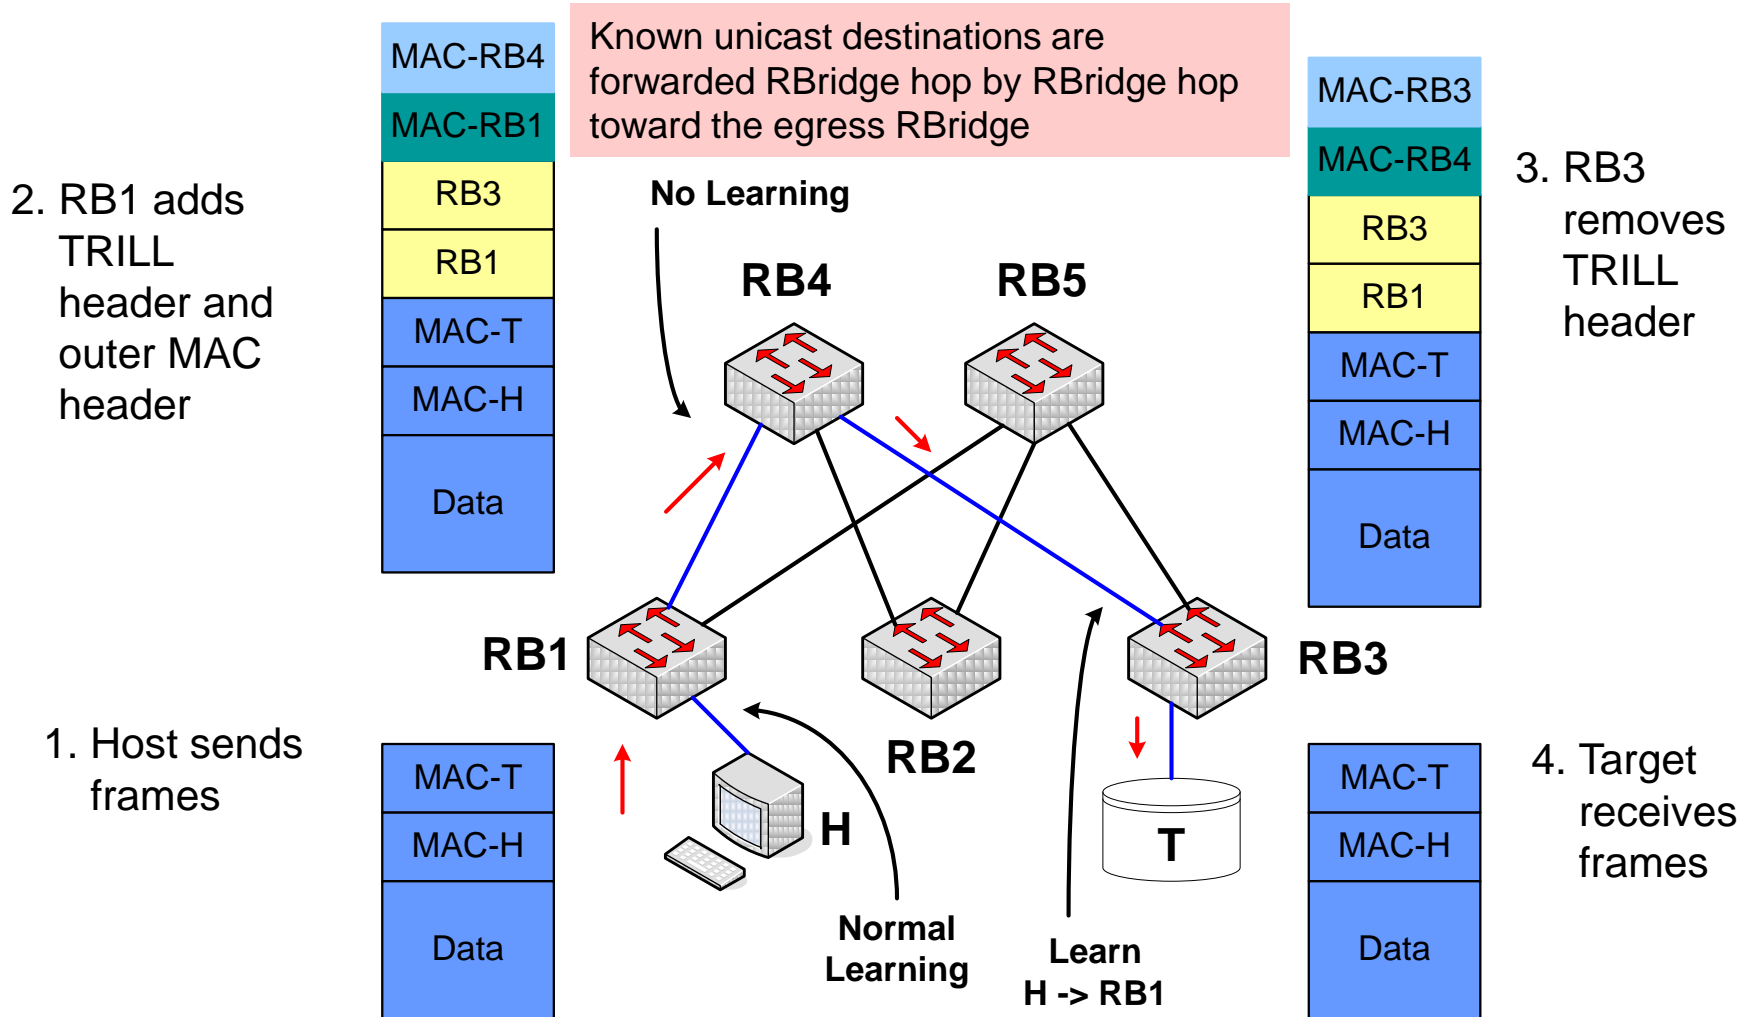 Known unicast destinations are
forwarded RBridge hop by RBridge hop
toward the egress RBridge
2. RB1 adds
TRILL
header and
outer MAC
header
MAC-RB4
MAC-RB1
RB3
RB1
MAC-T
MAC-H
Data
No Learning
RB4
RB5
MAC-RB3
MAC-RB4
RB3
RB1
MAC-T
MAC-H
Data
3. RB3
removes
TRILL
header
RB1
RB2
RB3
1. Host sends
frames
MAC-T
MAC-H
Data
H
T
Normal
Learning
Learn
H -> RB1
MAC-T
MAC-H
Data
4. Target
receives
frames